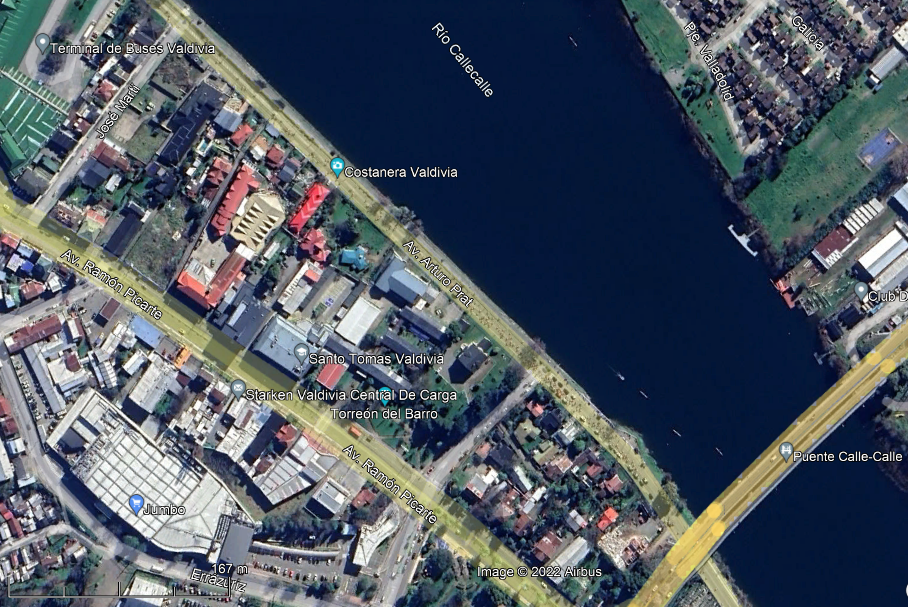 Río Callecalle
Pje. Valladolid
Galicia
Terminal de Buses Valdivia
José Martí
Costanera Valdivia
Av. Arturo Prat
Av. Ramón Picarte
Club D
Santo Tomas Valdivia
Starken Valdivia Central De Carga
Torreón del Barro
Av. Ramón Picarte
Puente Calle-Calle
Jumbo
167 m
Errázuriz
Image © 2022 Airbus